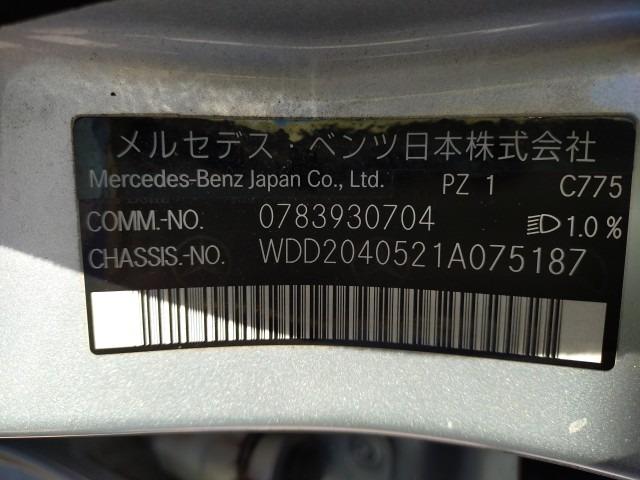 メルセデス・ベンツ日本株式会社
Mercedes-Benz Japan Co., Ltd. PZ 1 C775
COMM.-NO. 0783930704 1.0 %
CHASSIS.-NO. WDD2040521A075187